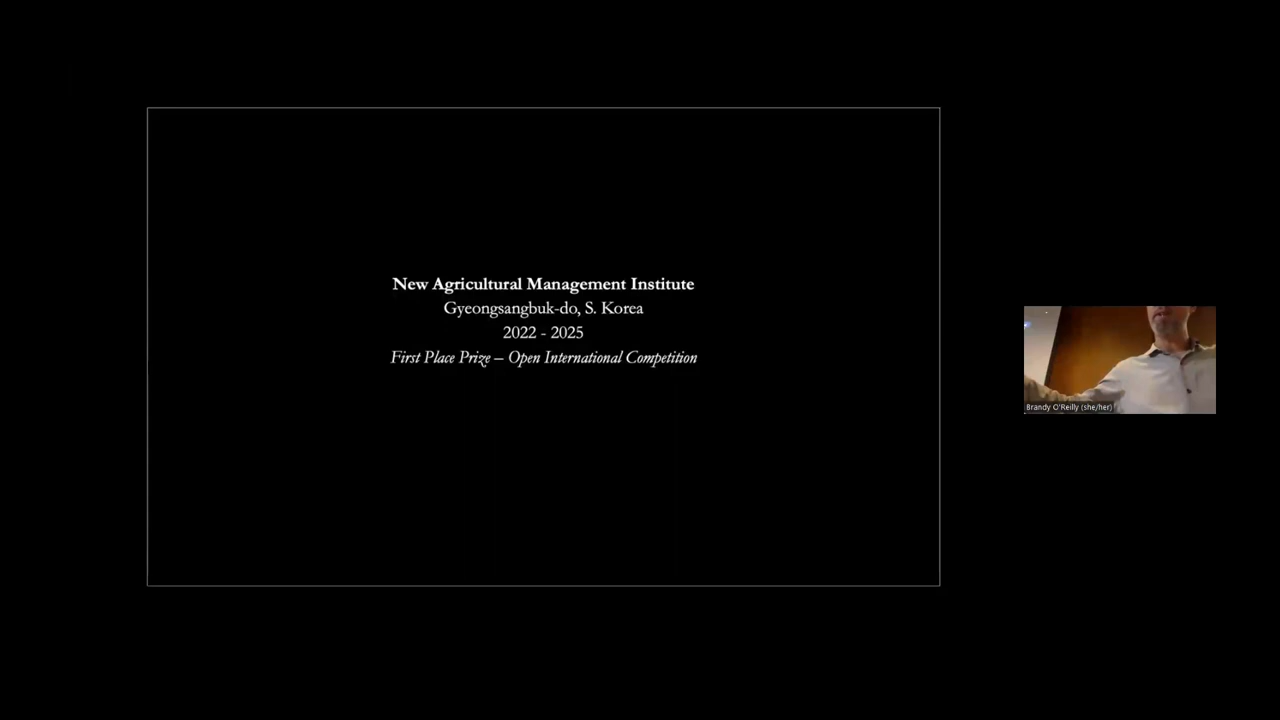 New Agricultural Management Institute
Gyeongsangbuk-do, S. Korea
2022 - 2025
First Place Prize – Open International Competition
Brandy O'Reilly (she/her)